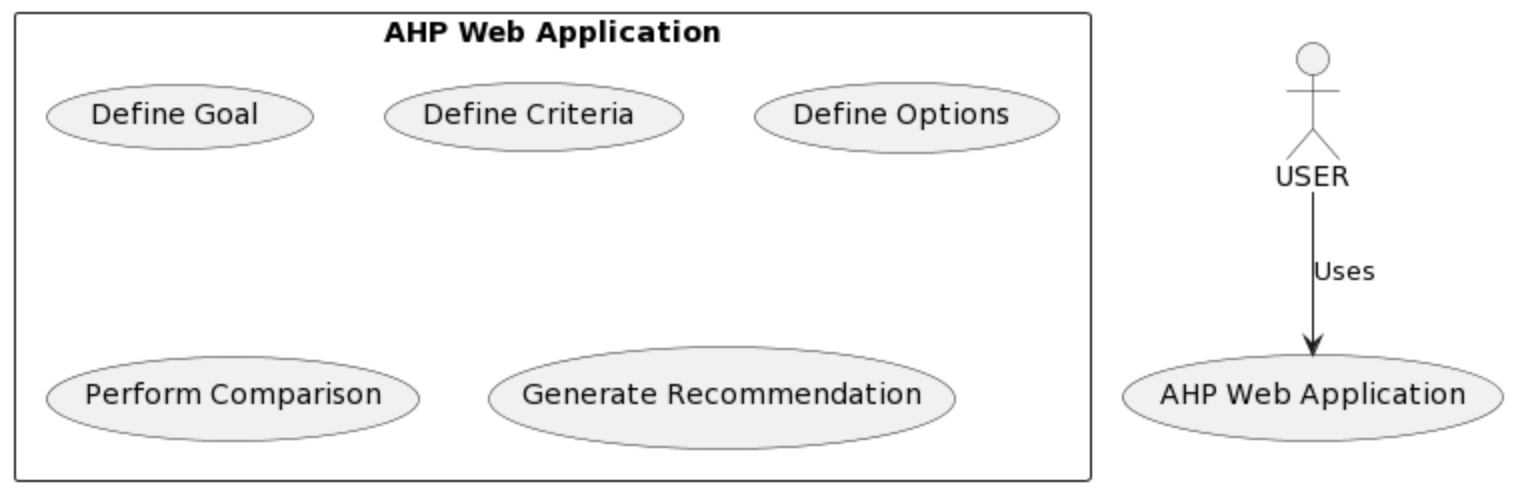 AHP Web Application
Define Goal
Define Criteria
Define Options
Perform Comparison
Generate Recommendation
USER
Uses
AHP Web Application